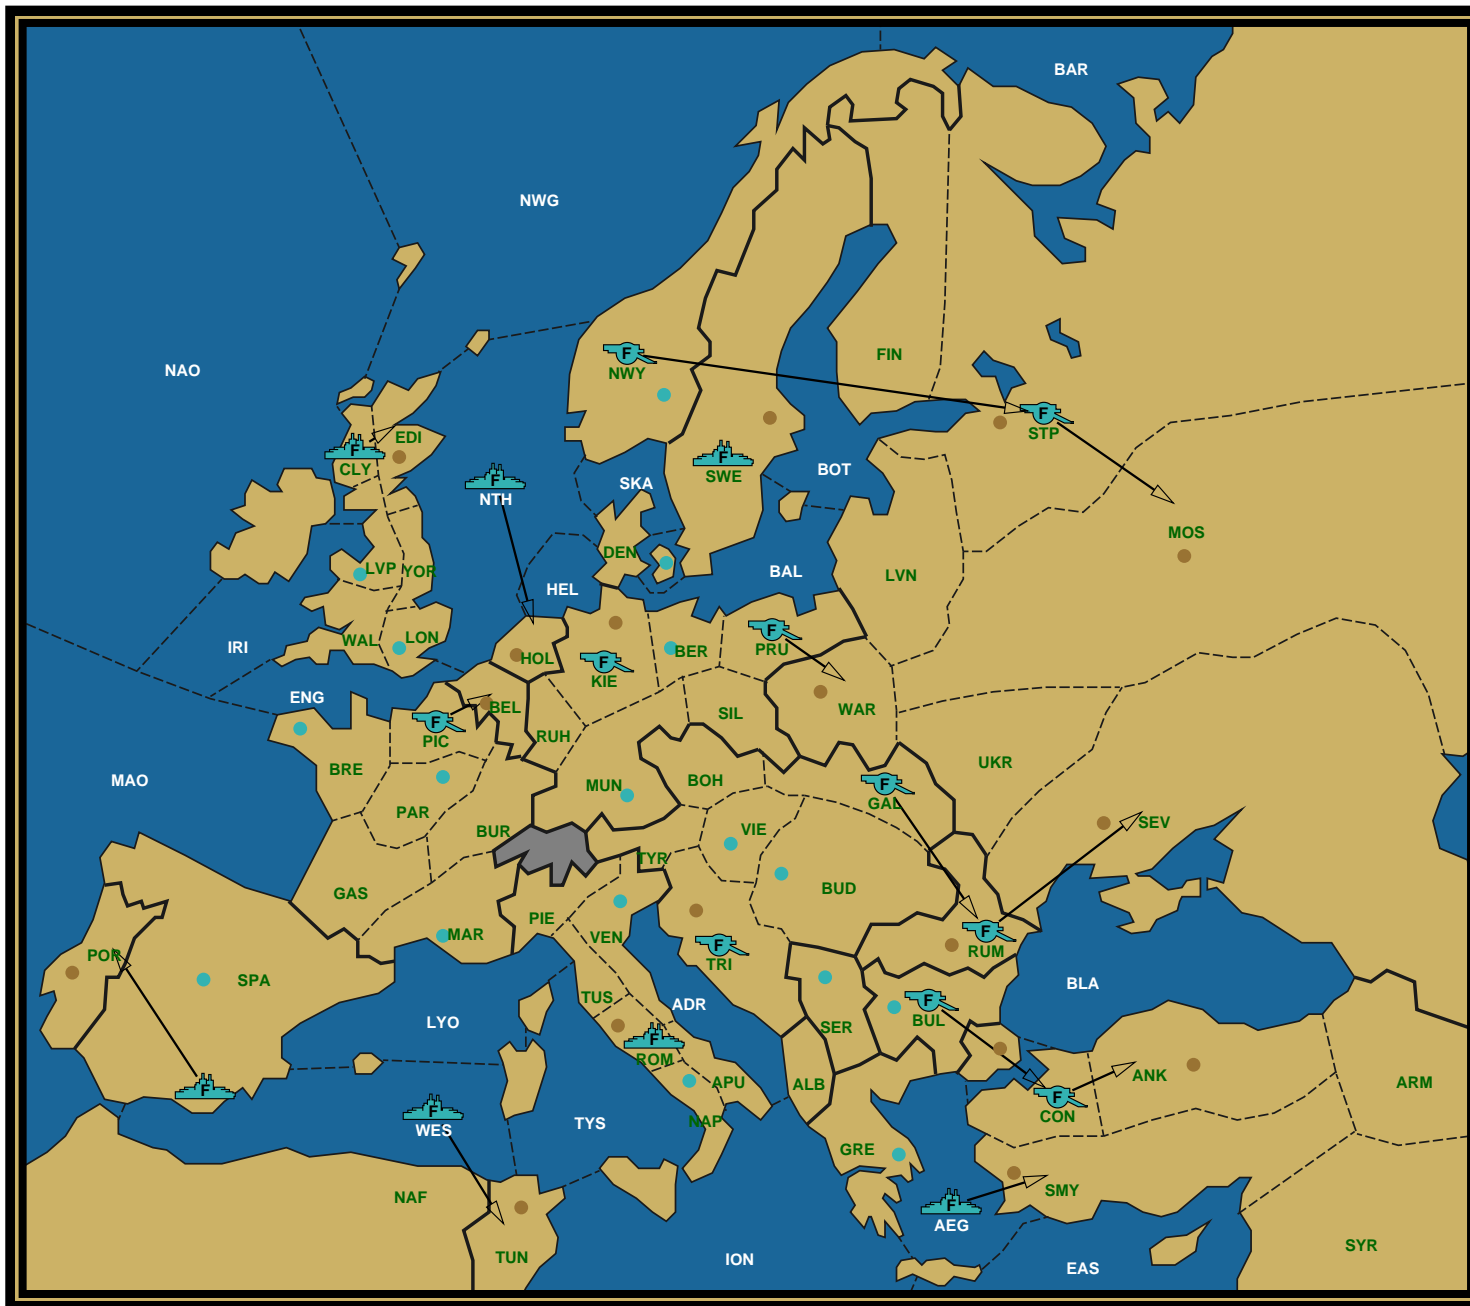 BAR
NWG
NAO
FIN
F
NWY
F
STP
EDI
F
CLY
F
SWE
BOT
F
NTH
SKA
MOS
DEN
LVP
YOR
HEL
BAL
LVN
IRI
WAL
LON
F
PRU
BER
HOL
F
KIE
ENG
BEL
F
PIC
RUH
SIL
WAR
BRE
UKR
MAO
MUN
BOH
F
GAL
PAR
BUR
VIE
SEV
TYR
GAS
BUD
PIE
MAR
VEN
F
TRI
F
RUM
POR
SPA
BLA
TUS
ADR
F
BUL
LYO
SER
F
ROM
ANK
ARM
F
APU
ALB
F
CON
F
WES
TYS
NAP
GRE
NAF
SMY
F
AEG
TUN
ION
EAS
SYR